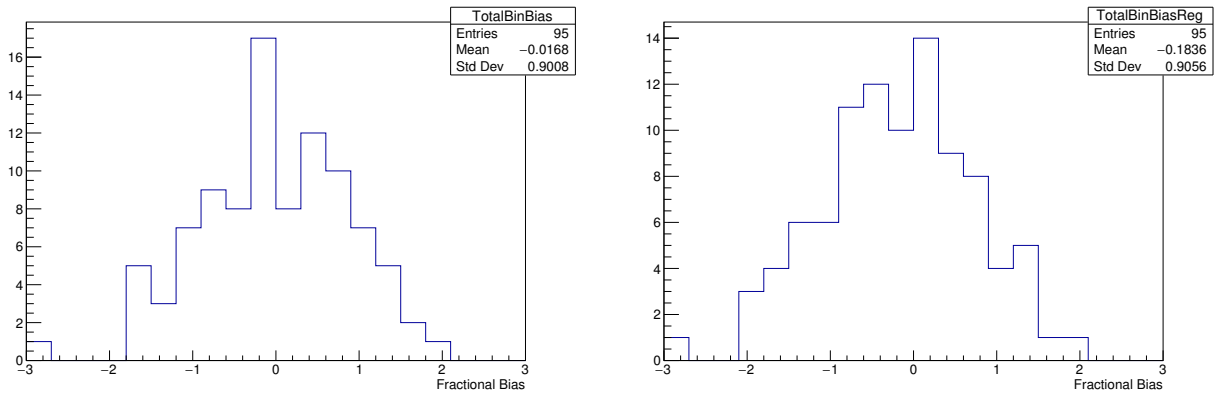 TotalBinBias
Entries 95
Mean −0.0168
Std Dev 0.9008
16
14
12
10
8
6
4
2
0
−3 −2 −1 0 1 2 3
Fractional Bias
TotalBinBiasReg
Entries 95
Mean −0.1836
Std Dev 0.9056
14
12
10
8
6
4
2
0
−3 −2 −1 0 1 2 3
Fractional Bias